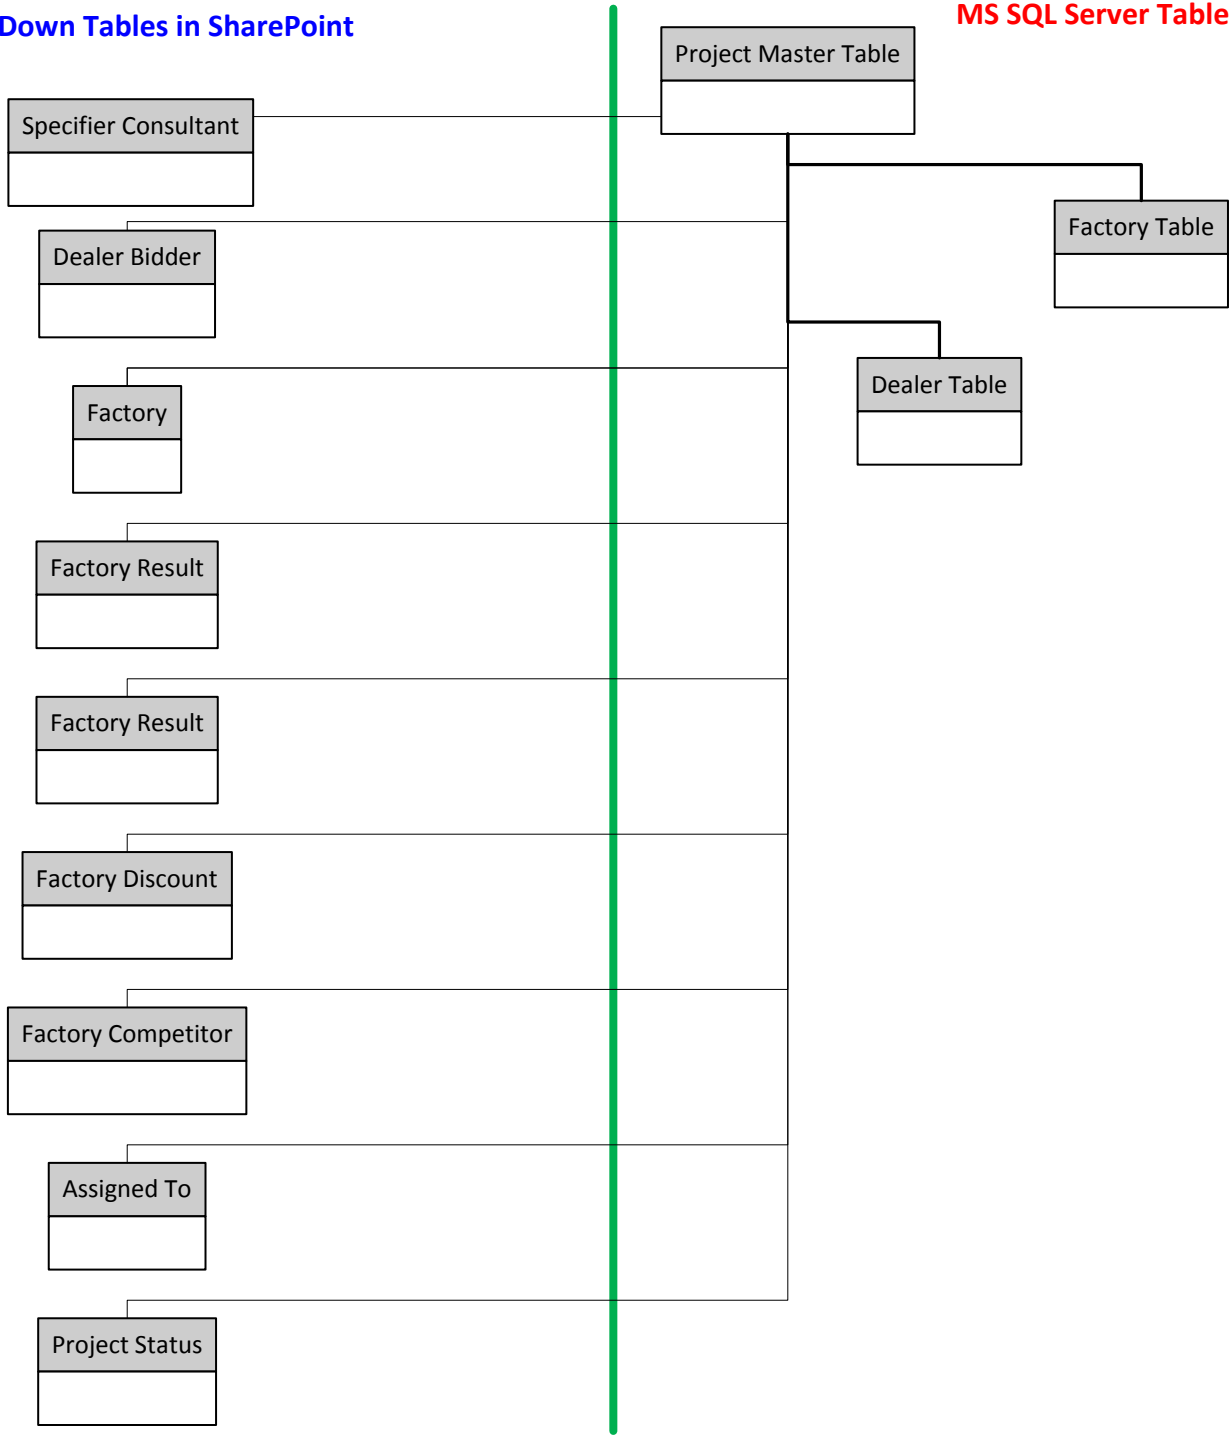 Down Tables in SharePoint
MS SQL Server Table
Project Master Table
Specifier Consultant
Factory Table
Dealer Bidder
Dealer Table
Factory
Factory Result
Factory Result
Factory Discount
Factory Competitor
Assigned To
Project Status